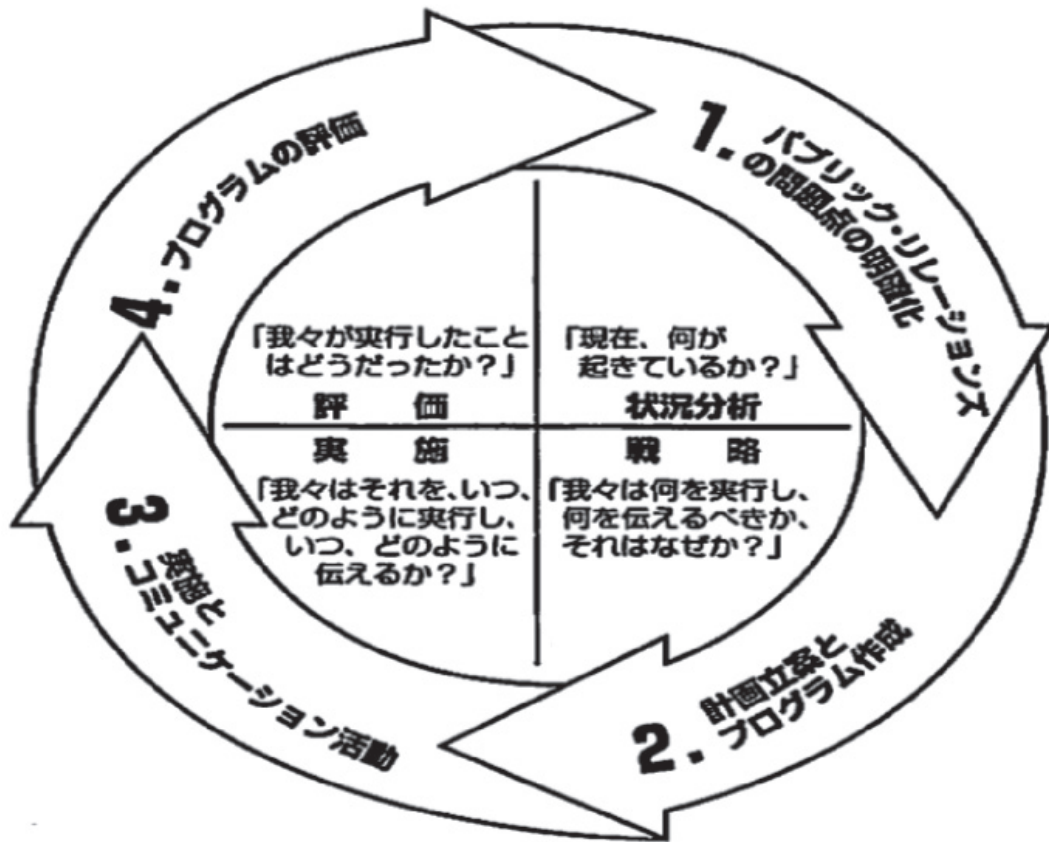 1.
パブリック・リレーションズ
の問題点の明確化
2.
計画立案と
プログラム作成
3.
実施と
コミュニケーション活動
4.プログラムの評価
「我々が実行したこと
はどうだったか？」
評 価
「現在、何が
起きているか？」
状況分析
実 施
「我々はそれを、いつ、
どのように実行し、
いつ、どのように
伝えるか？」
戦 略
「我々は何を実行し、
何を伝えるべきか、
それはなぜか？」